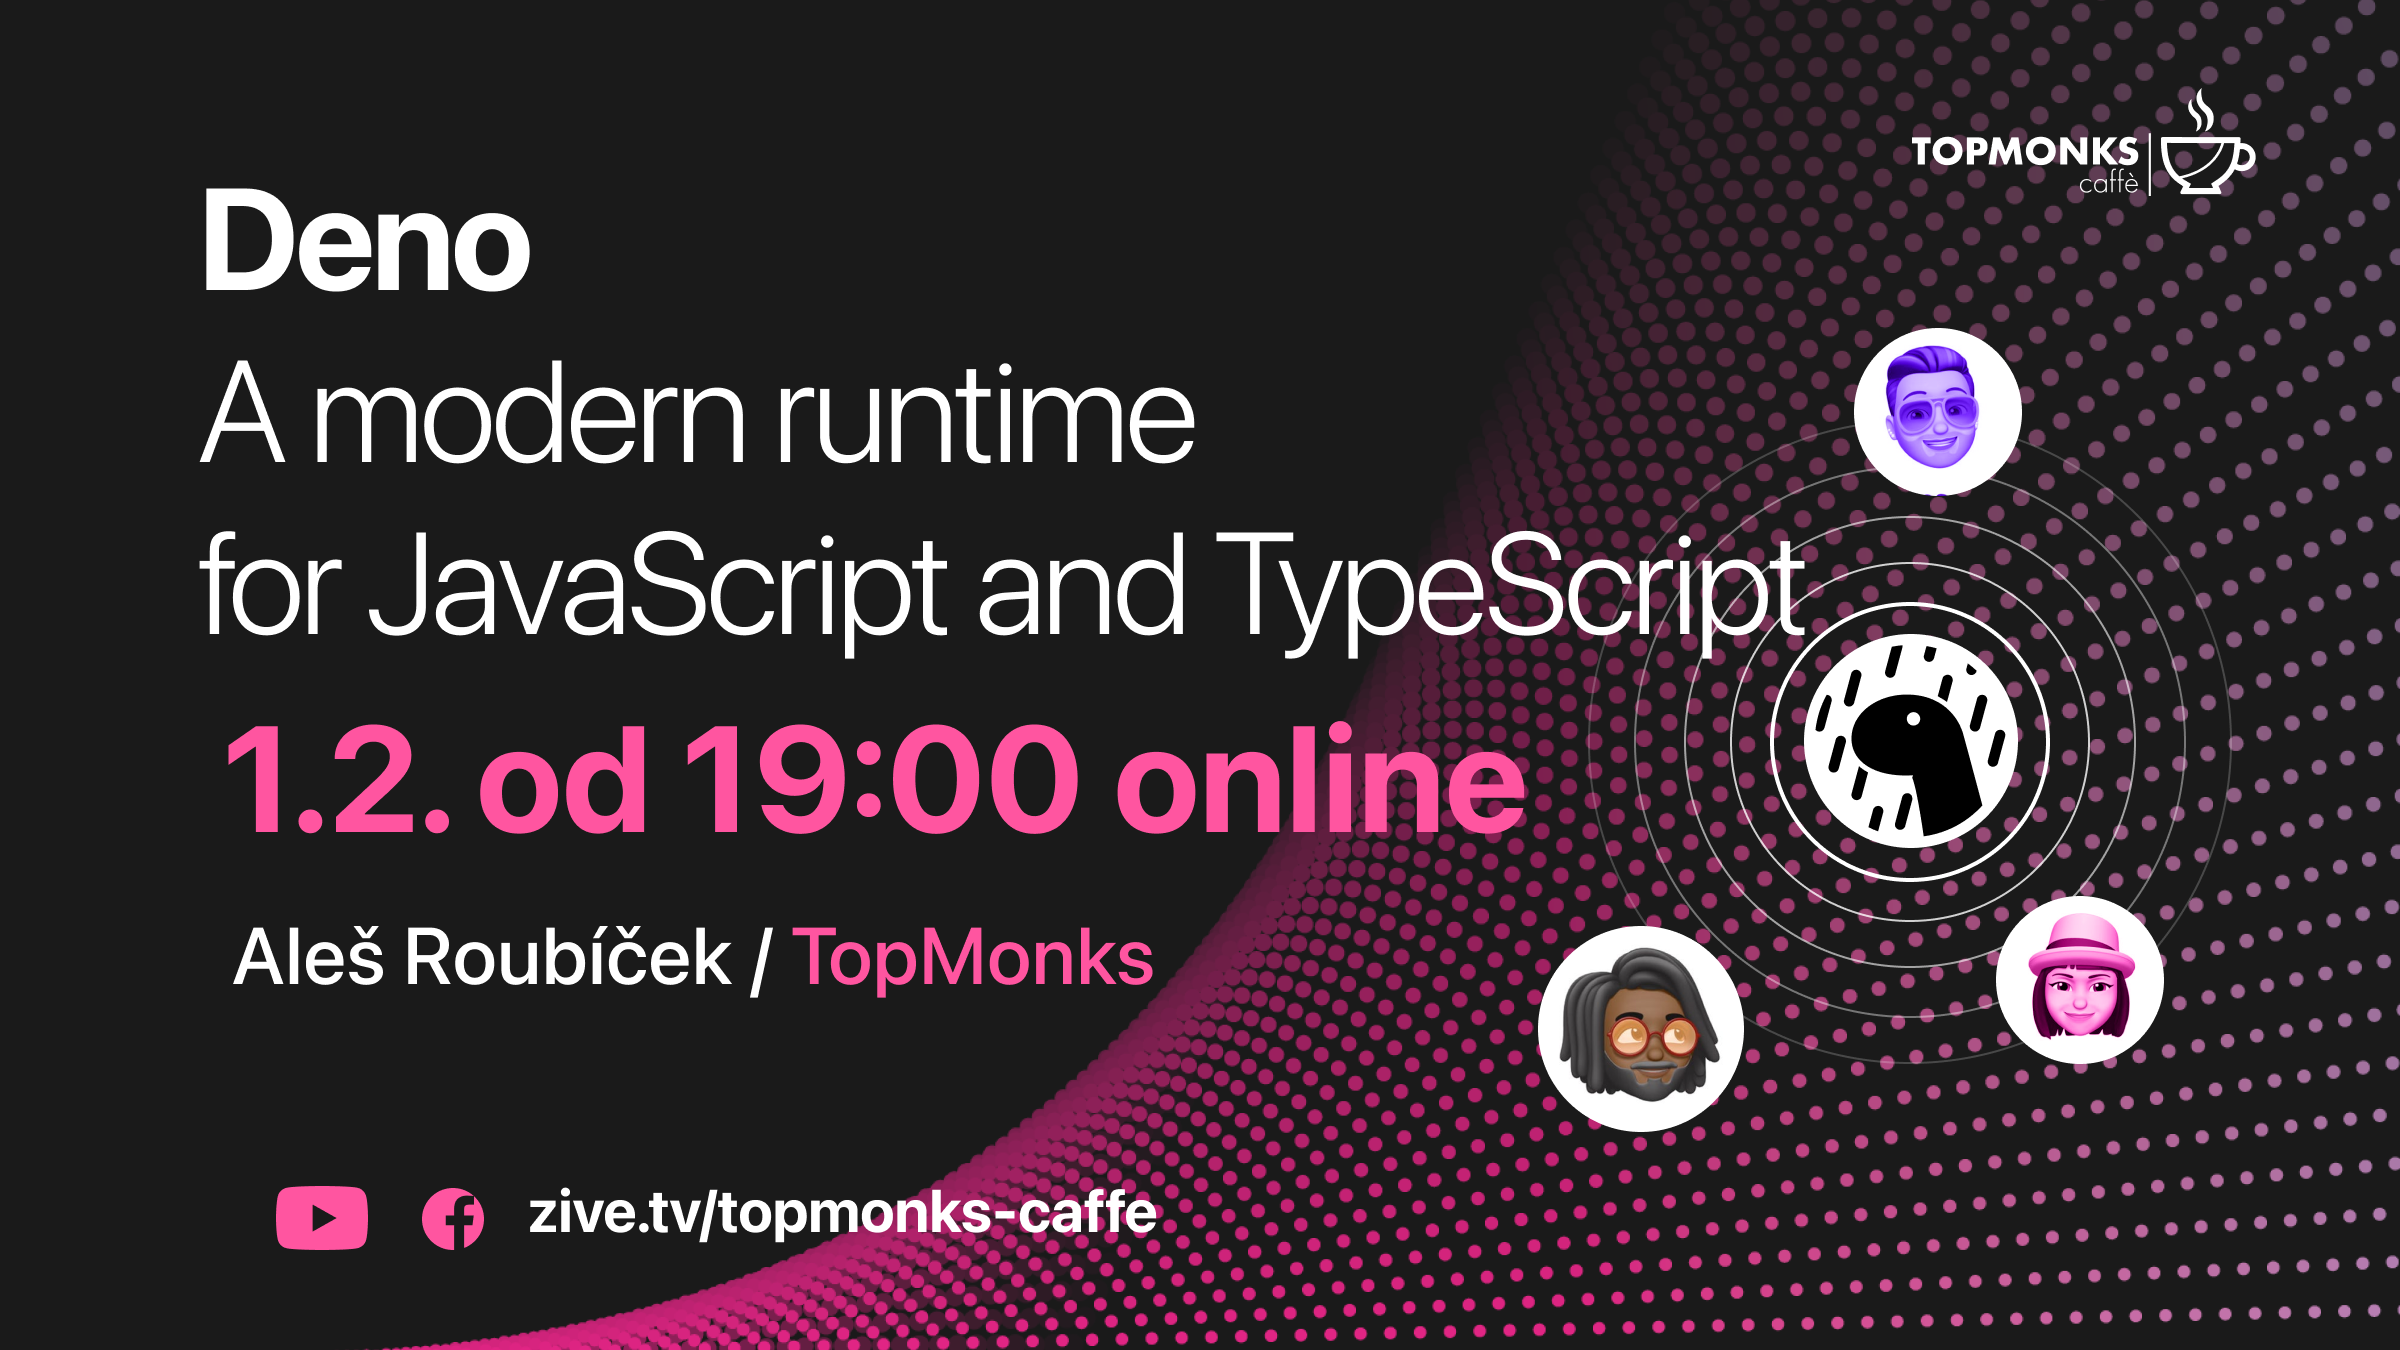 TOPMONKS
caffè
Deno
A modern runtime
for JavaScript and TypeScript
1.2. od 19:00 online
Aleš Roubíček / TopMonks
zive.tv/topmonks-caffe